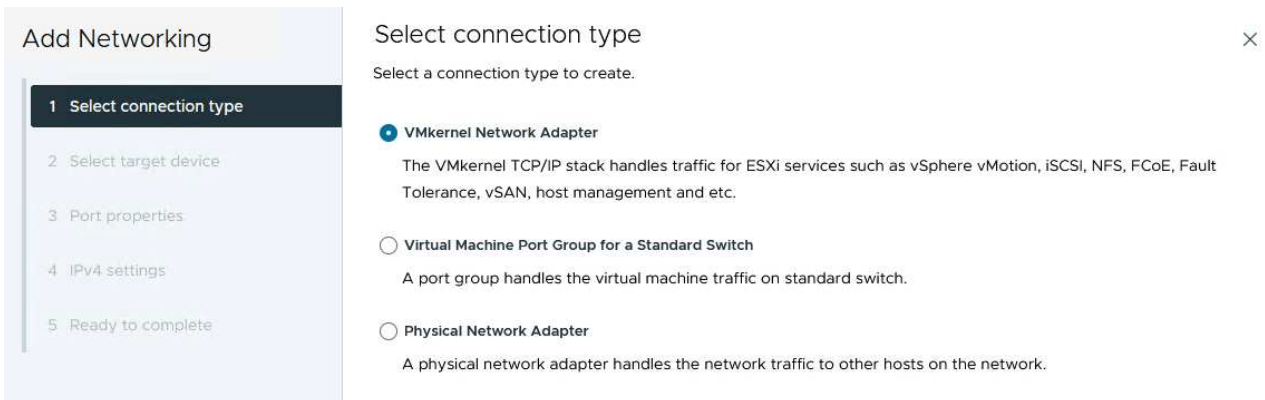 Add Networking
1 Select connection type
2 Select target device
3 Port properties
4 IPv4 settings
5 Ready to complete
Select connection type
Select a connection type to create.
VMkernel Network Adapter
The VMkernel TCP/IP stack handles traffic for ESXi services such as vSphere vMotion, iSCSI, NFS, FCoE, Fault
Tolerance, vSAN, host management and etc.
Virtual Machine Port Group for a Standard Switch
A port group handles the virtual machine traffic on standard switch.
Physical Network Adapter
A physical network adapter handles the network traffic to other hosts on the network.